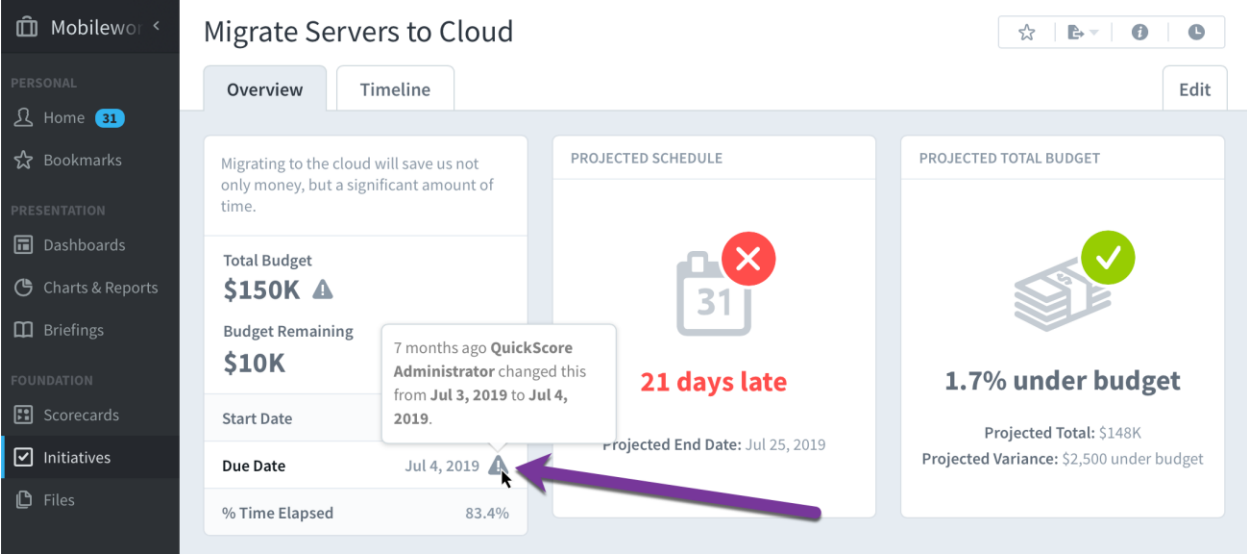 Mobilewor
PERSONAL
Home 31
Bookmarks
PRESENTATION
Dashboards
Charts & Reports
Briefings
FOUNDATION
Scorecards
Initiatives
Files
Migrate Servers to Cloud
Overview
Timeline
Edit
Migrating to the cloud will save us not
only money, but a significant amount of
time.
Total Budget
$150K
Budget Remaining
$10K
7 months ago QuickScore
Administrator changed this
from Jul 3, 2019 to Jul 4,
2019.
Start Date
Due Date Jul 4, 2019
% Time Elapsed 83.4%
PROJECTED SCHEDULE
31
21 days late
Projected End Date: Jul 25, 2019
PROJECTED TOTAL BUDGET
$
1.7% under budget
Projected Total: $148K
Projected Variance: $2,500 under budget